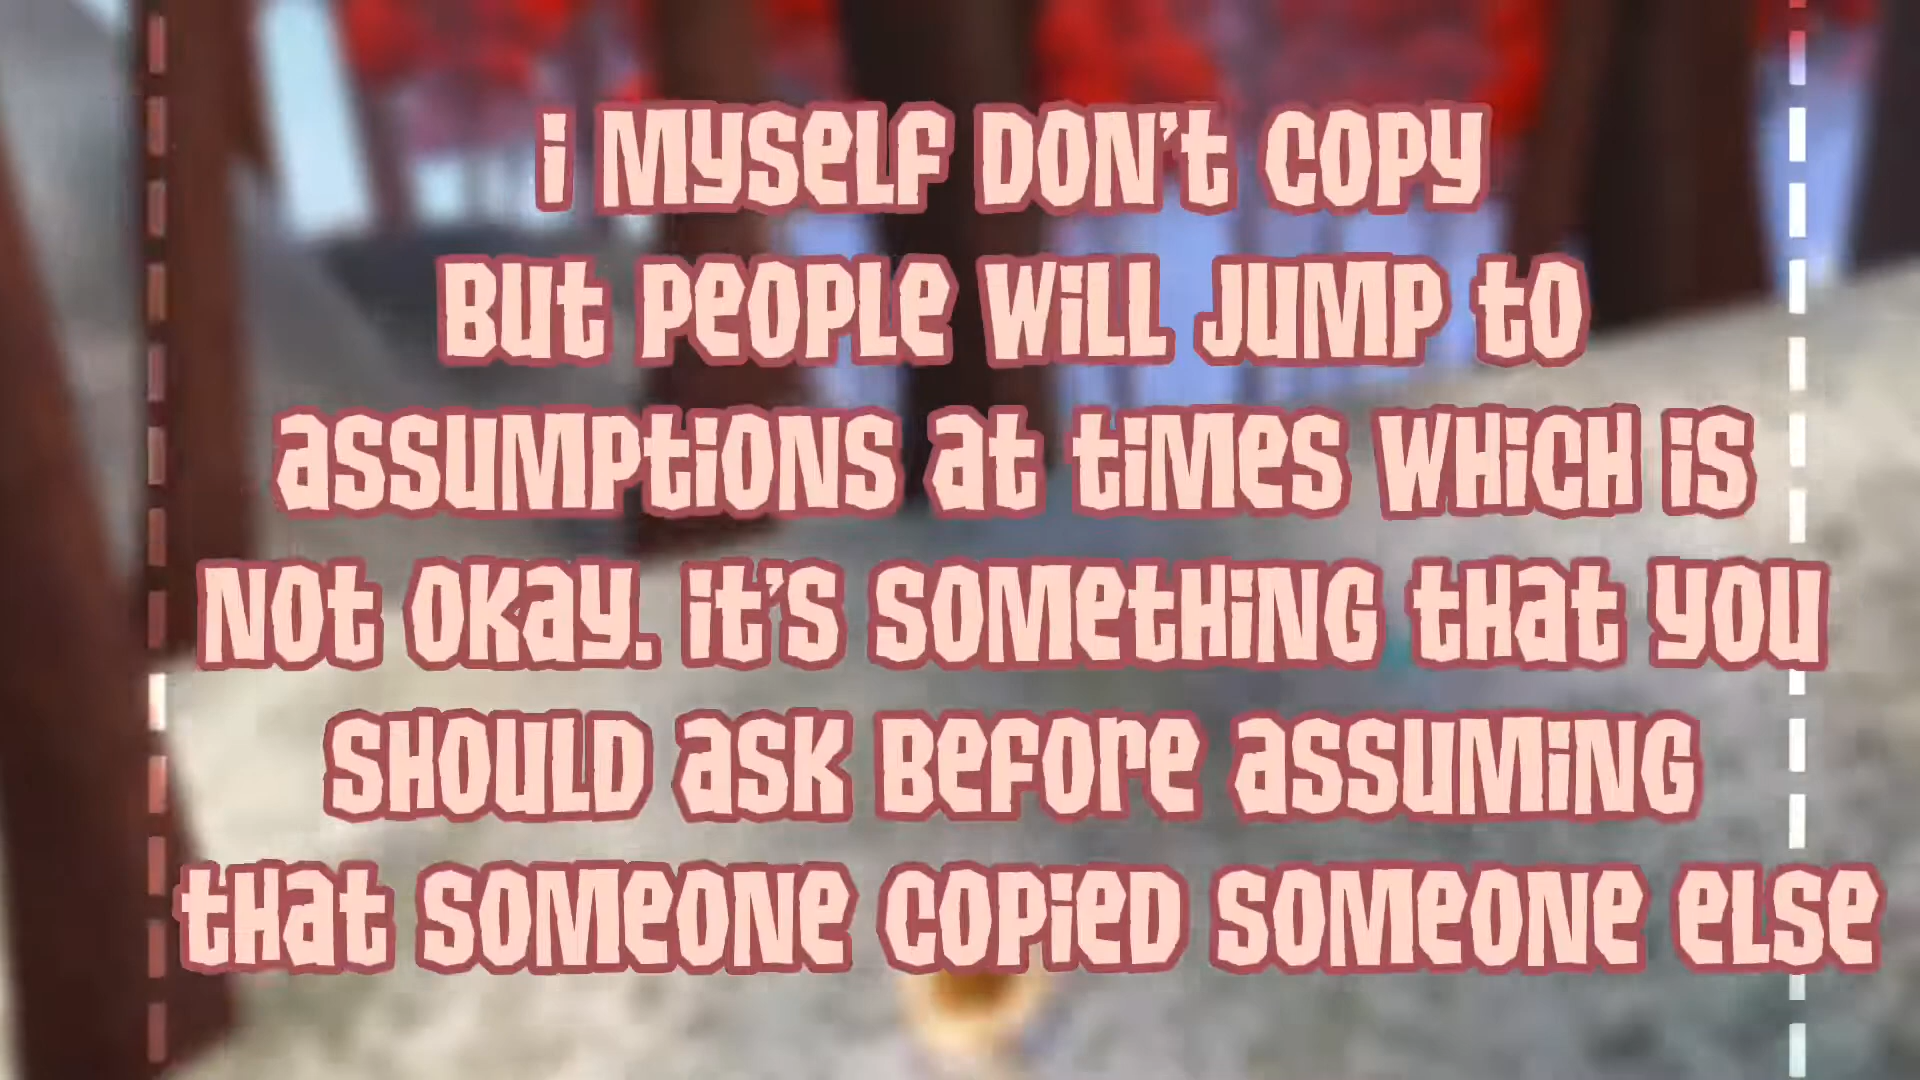 i myself don't copy
but people will jump to
assumptions at times which is
not okay. it's something that you
should ask before assuming
that someone copied someone else